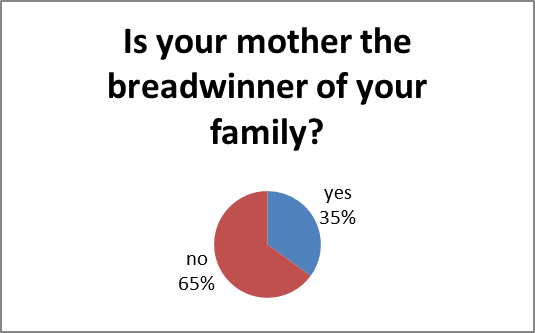 Is your mother the
breadwinner of your
family?
yes
35%
no
65%